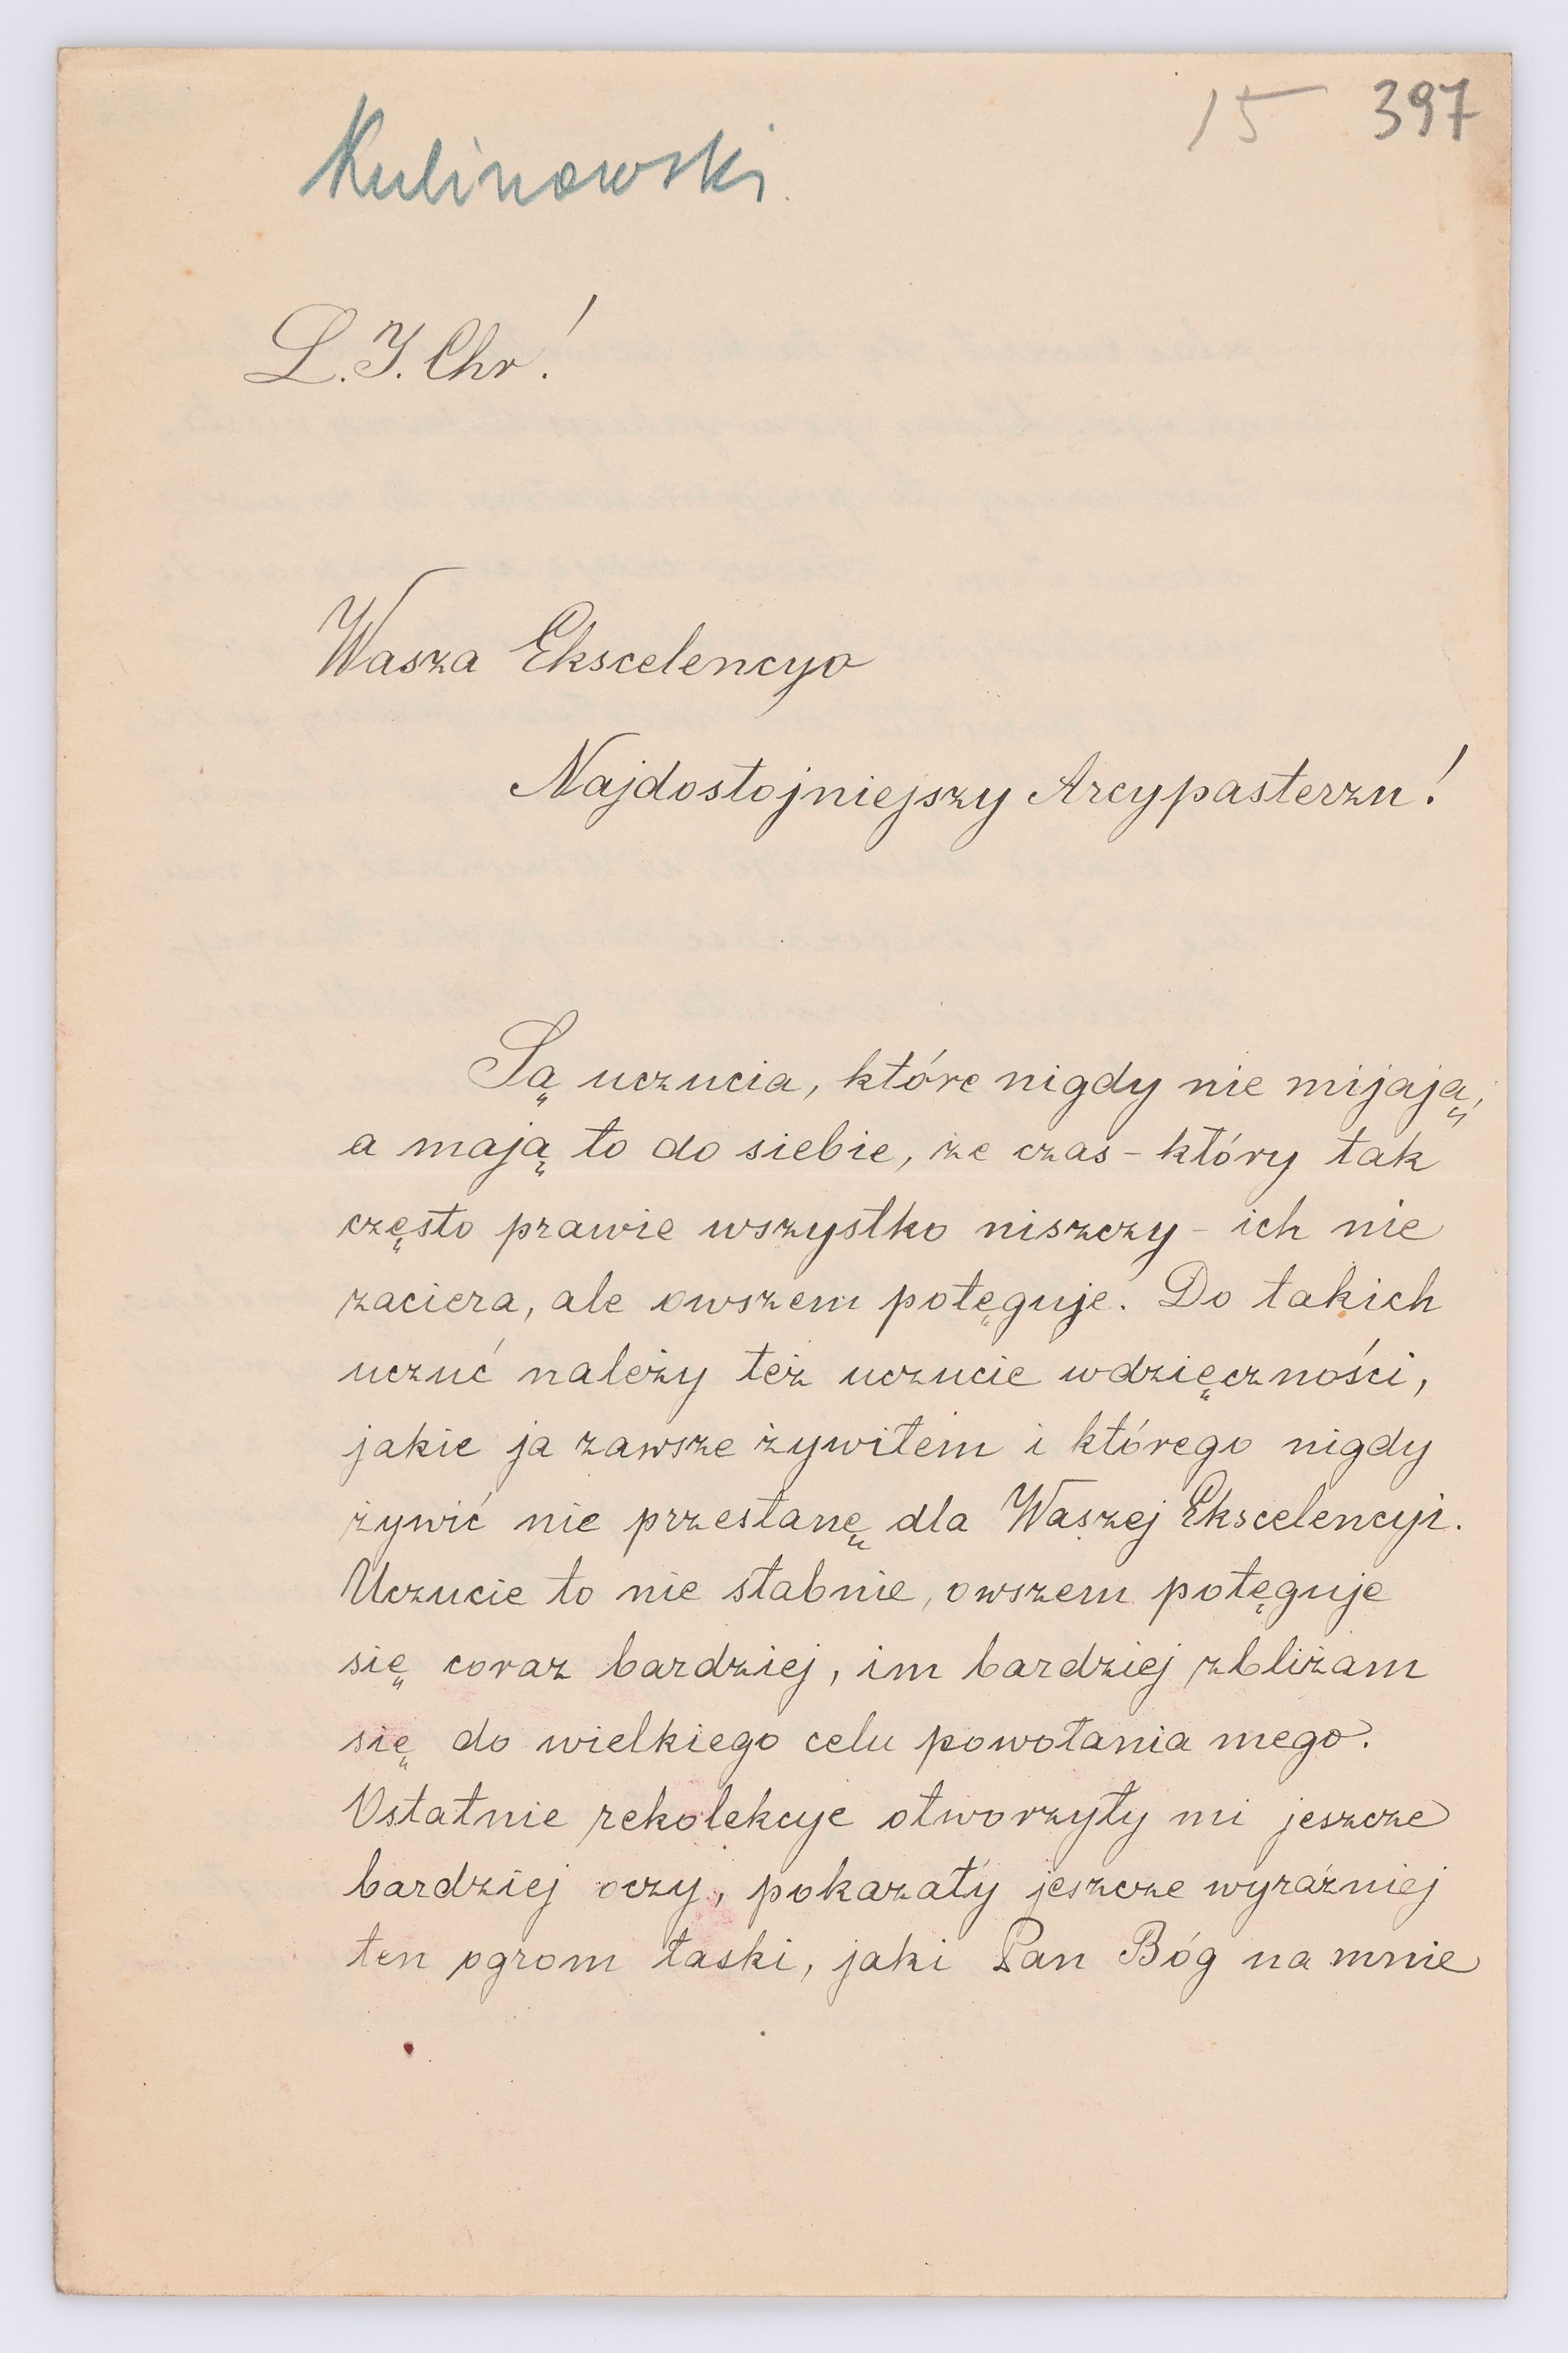 15 397
Kulinowski
L. J. Chr.!
Wasza Ekscelencyo
Najdostojniejszy Arcypasterzu!
Są uczucia, które nigdy nie mijają,
a mają to do siebie, że czas - który tak
często prawie wszystko niszczy - ich nie
zaciera, ale owszem potęguje. Do takich
uczuć należy też uczucie wdzięczności,
jakie ja zawsze żywiłem i którego nigdy
żywić nie przestanę dla Waszej Ekscelencyi.
Uczucie to nie słabnie, owszem potęguje
się coraz bardziej, im bardziej zbliżam
się do wielkiego celu powołania mego.
Ostatnie rekolekcye otworzyły mi jeszcze
bardziej oczy, pokazały jeszcze wyraźniej
ten ogrom łaski, jaki Pan Bóg na mnie